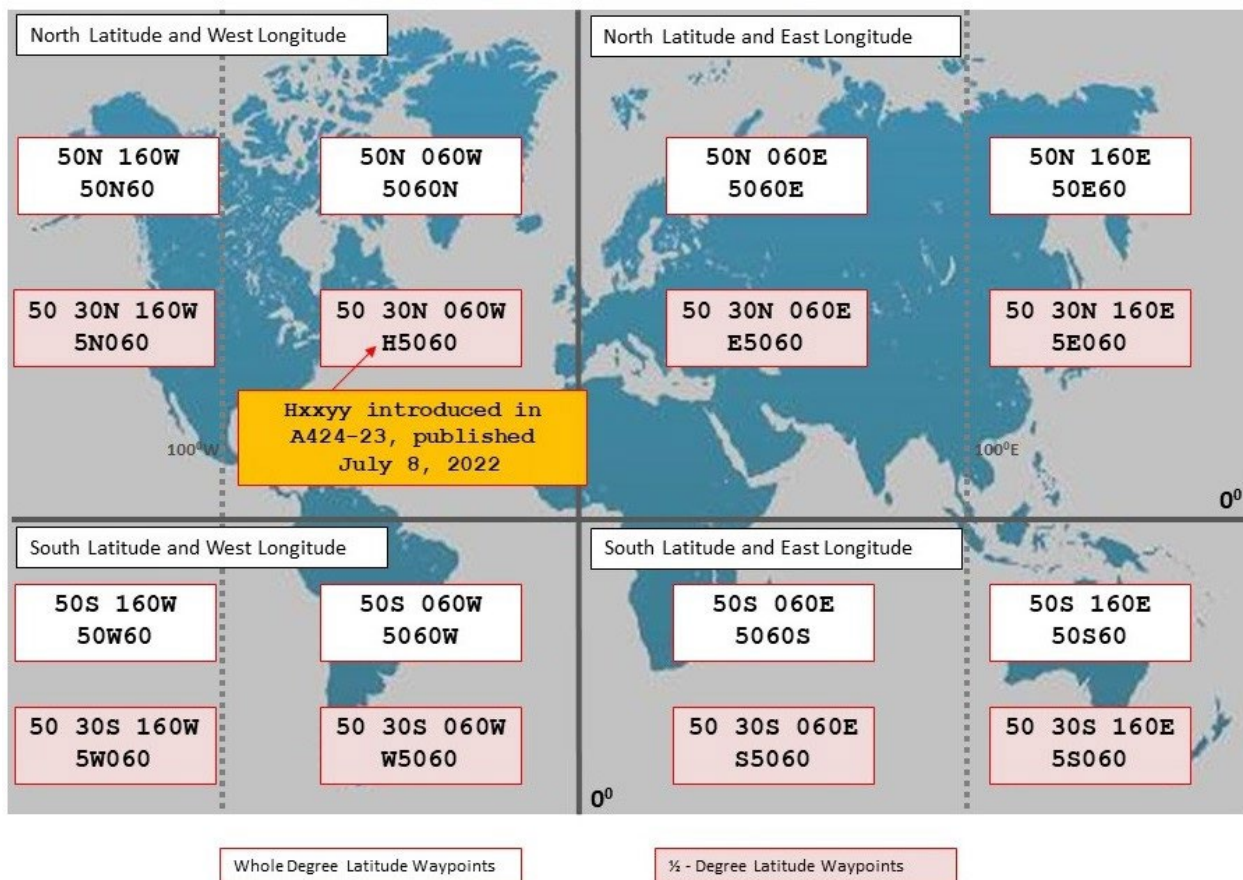 North Latitude and West Longitude
North Latitude and East Longitude
50N 160W
50N60
50N 060W
5060N
50N 060E
5060E
50N 160E
50E60
50 30N 160W
5N060
50 30N 060W
H5060
50 30N 060E
E5060
50 30N 160E
5E060
Hxxyy introduced in
A424-23, published
July 8, 2022
100⁰W
100⁰E
0⁰
South Latitude and West Longitude
South Latitude and East Longitude
50S 160W
50W60
50S 060W
5060W
50S 060E
5060S
50S 160E
50S60
50 30S 160W
5W060
50 30S 060W
W5060
50 30S 060E
S5060
50 30S 160E
5S060
0⁰
Whole Degree Latitude Waypoints
½ - Degree Latitude Waypoints